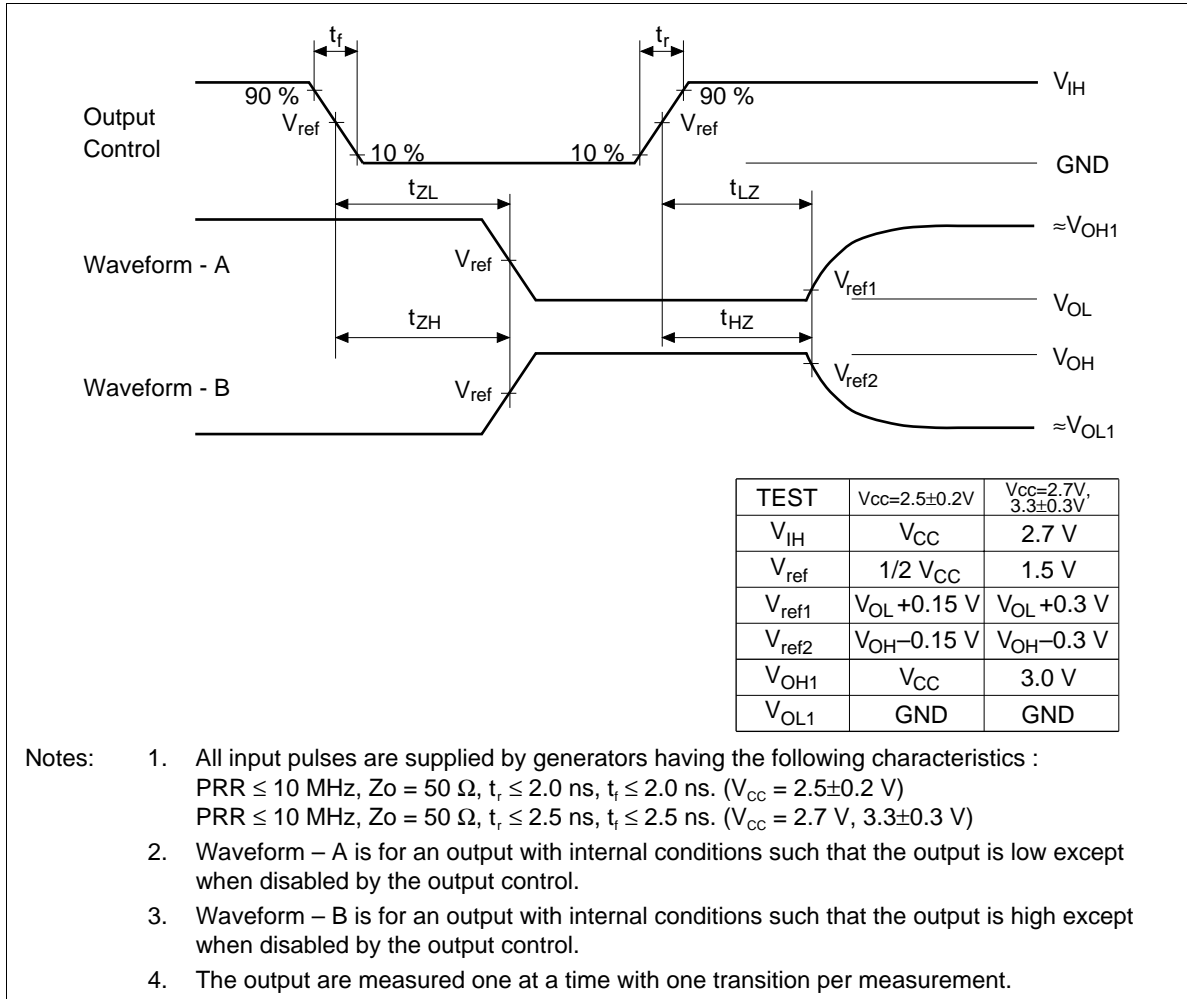 tf
tr
90 %
90 %
VIH
Output
Control
Vref
Vref
10 %
10 %
GND
tZL
tLZ
≈VOH1
Waveform - A
Vref
Vref1
VOL
tZH
tHZ
VOH
Waveform - B
Vref
Vref2
≈VOL1
TEST Vcc=2.5±0.2V Vcc=2.7V,
3.3±0.3V
VIH VCC 2.7 V
Vref 1/2 VCC 1.5 V
Vref1 VOL +0.15 V VOL +0.3 V
Vref2 VOH–0.15 V VOH–0.3 V
VOH1 VCC 3.0 V
VOL1 GND GND
Notes: 1. All input pulses are supplied by generators having the following characteristics :
PRR ≤ 10 MHz, Zo = 50 Ω, tr ≤ 2.0 ns, tf ≤ 2.0 ns. (Vcc = 2.5±0.2 V)
PRR ≤ 10 MHz, Zo = 50 Ω, tr ≤ 2.5 ns, tf ≤ 2.5 ns. (Vcc = 2.7 V, 3.3±0.3 V)
2. Waveform – A is for an output with internal conditions such that the output is low except
when disabled by the output control.
3. Waveform – B is for an output with internal conditions such that the output is high except
when disabled by the output control.
4. The output are measured one at a time with one transition per measurement.